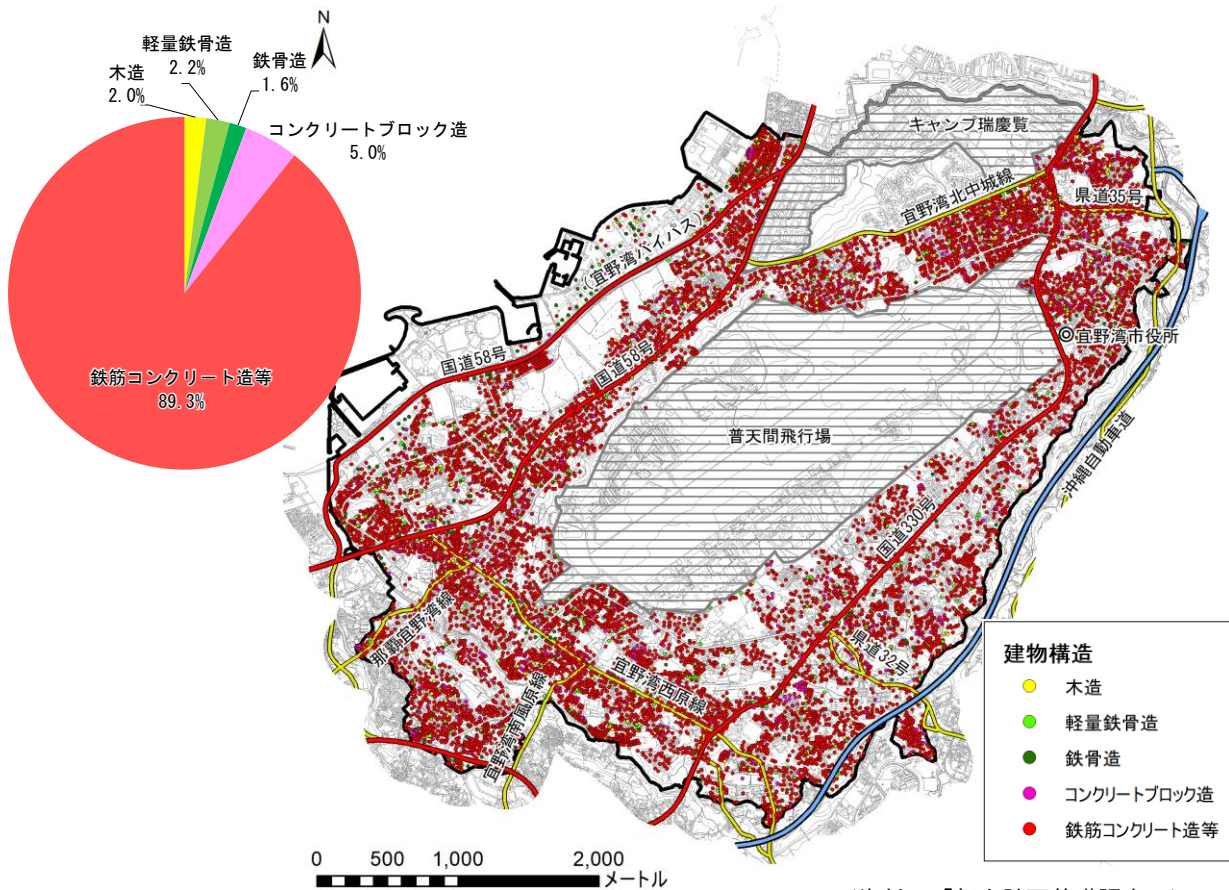 N
軽量鉄骨造
2.2%
鉄骨造
1.6%
木造
2.0%
コンクリートブロック造
5.0%
鉄筋コンクリート造等
89.3%
キャンプ瑞慶覧
宜野湾北中城線
県道35号
(宜野湾バイパス)
宜野湾市役所
国道58号
国道58号
普天間飛行場
沖縄自動車道
国道330号
那覇宜野湾線
県道32号
宜野湾西原線
宜野湾南風原線
建物構造
木造
軽量鉄骨造
鉄骨造
コンクリートブロック造
鉄筋コンクリート造等
0 500 1,000 2,000
メートル